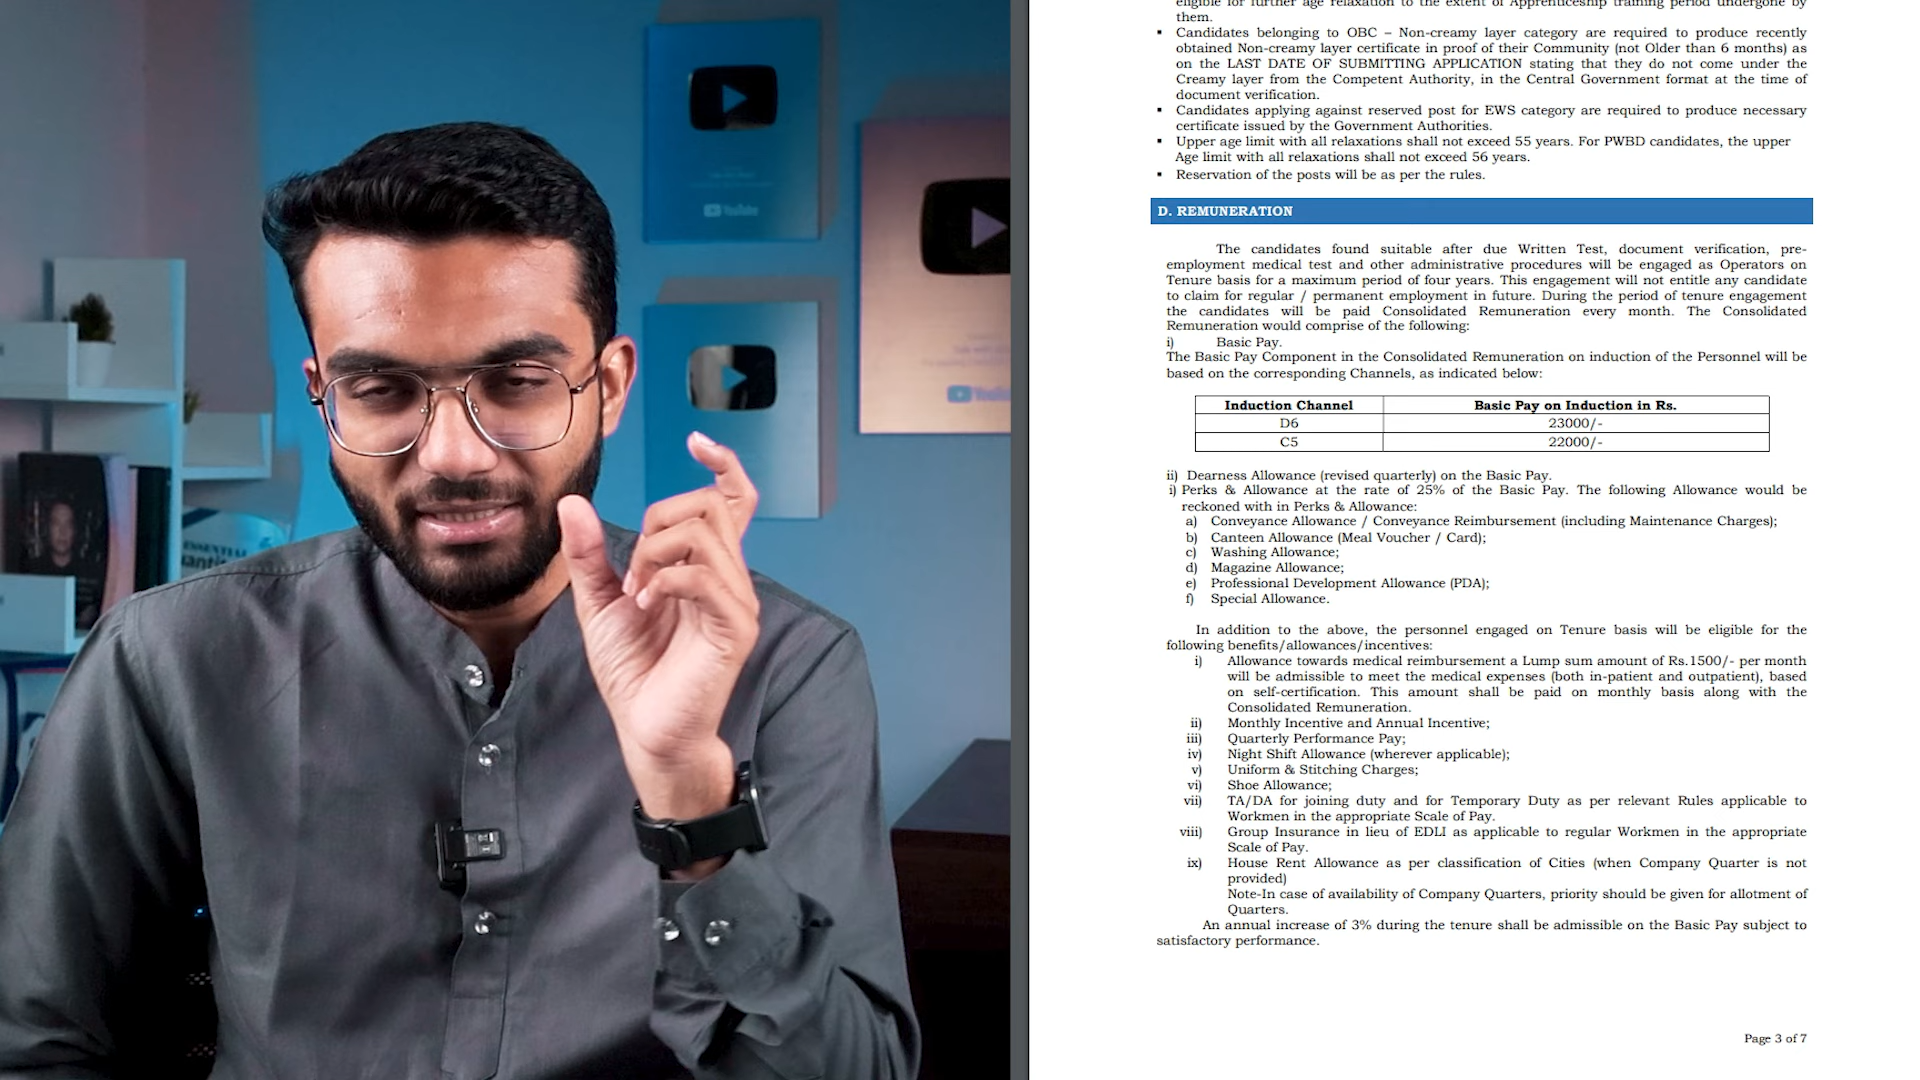 YouTube
ESSENTIAL
eligible for further age relaxation to the extent of Apprenticeship training period undergone by
them.
▪ Candidates belonging to OBC – Non-creamy layer category are required to produce recently
obtained Non-creamy layer certificate in proof of their Community (not Older than 6 months) as
on the LAST DATE OF SUBMITTING APPLICATION stating that they do not come under the
Creamy layer from the Competent Authority, in the Central Government format at the time of
document verification.
▪ Candidates applying against reserved post for EWS category are required to produce necessary
certificate issued by the Government Authorities.
▪ Upper age limit with all relaxations shall not exceed 55 years. For PWBD candidates, the upper
Age limit with all relaxations shall not exceed 56 years.
▪ Reservation of the posts will be as per the rules.
D. REMUNERATION
The candidates found suitable after due Written Test, document verification, pre-
employment medical test and other administrative procedures will be engaged as Operators on
Tenure basis for a maximum period of four years. This engagement will not entitle any candidate
to claim for regular / permanent employment in future. During the period of tenure engagement
the candidates will be paid Consolidated Remuneration every month. The Consolidated
Remuneration would comprise of the following:
i) Basic Pay.
The Basic Pay Component in the Consolidated Remuneration on induction of the Personnel will be
based on the corresponding Channels, as indicated below:
Induction Channel Basic Pay on Induction in Rs.
D6 23000/-
C5 22000/-
ii) Dearness Allowance (revised quarterly) on the Basic Pay.
i) Perks & Allowance at the rate of 25% of the Basic Pay. The following Allowance would be
reckoned with in Perks & Allowance:
a) Conveyance Allowance / Conveyance Reimbursement (including Maintenance Charges);
b) Canteen Allowance (Meal Voucher / Card);
c) Washing Allowance;
d) Magazine Allowance;
e) Professional Development Allowance (PDA);
f) Special Allowance.
In addition to the above, the personnel engaged on Tenure basis will be eligible for the
following benefits/allowances/incentives:
i) Allowance towards medical reimbursement a Lump sum amount of Rs.1500/- per month
will be admissible to meet the medical expenses (both in-patient and outpatient), based
on self-certification. This amount shall be paid on monthly basis along with the
Consolidated Remuneration.
ii) Monthly Incentive and Annual Incentive;
iii) Quarterly Performance Pay;
iv) Night Shift Allowance (wherever applicable);
v) Uniform & Stitching Charges;
vi) Shoe Allowance;
vii) TA/DA for joining duty and for Temporary Duty as per relevant Rules applicable to
Workmen in the appropriate Scale of Pay.
viii) Group Insurance in lieu of EDLI as applicable to regular Workmen in the appropriate
Scale of Pay.
ix) House Rent Allowance as per classification of Cities (when Company Quarter is not
provided)
Note-In case of availability of Company Quarters, priority should be given for allotment of
Quarters.
An annual increase of 3% during the tenure shall be admissible on the Basic Pay subject to
satisfactory performance.
Page 3 of 7